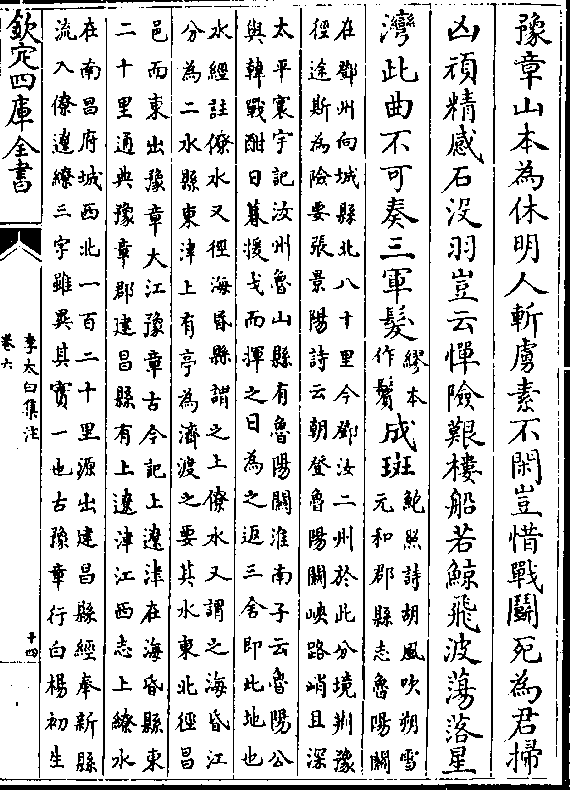 豫章山本為休明人斬虜素不閑豈惜戰鬬死為君掃
凶頑精感石没羽豈云憚險艱樓船若鯨飛波蕩落星
灣此曲不可奏三軍髮
繆本
作鬢
成斑
鮑照詩胡風吹朔雪
元和郡縣志魯陽關
在鄧州向城縣北八十里今鄧汝二州於此分境荆豫
徑途斯為險要張景陽詩云朝登魯陽關峽路峭且深
太平寰宇記汝州魯山縣有魯陽關淮南子云魯陽公
與韓戰酣日暮援戈而揮之日為之返三舍即此地也
水經註僚水又徑海昏縣謂之上僚水又謂之海昏江
分為二水縣東津上有亭為濟渡之要其水東北徑昌
邑而東出豫章大江豫章古今記上遼津在海昏縣東
二十里通典豫章郡建昌縣有上遼津江西志上繚水
在南昌府城西北一百二十里源出建昌縣經奉新縣
流入僚遼繚三字雖異其實一也古豫章行白楊初生
欽定四庫全書
李太白集注
卷六
十四